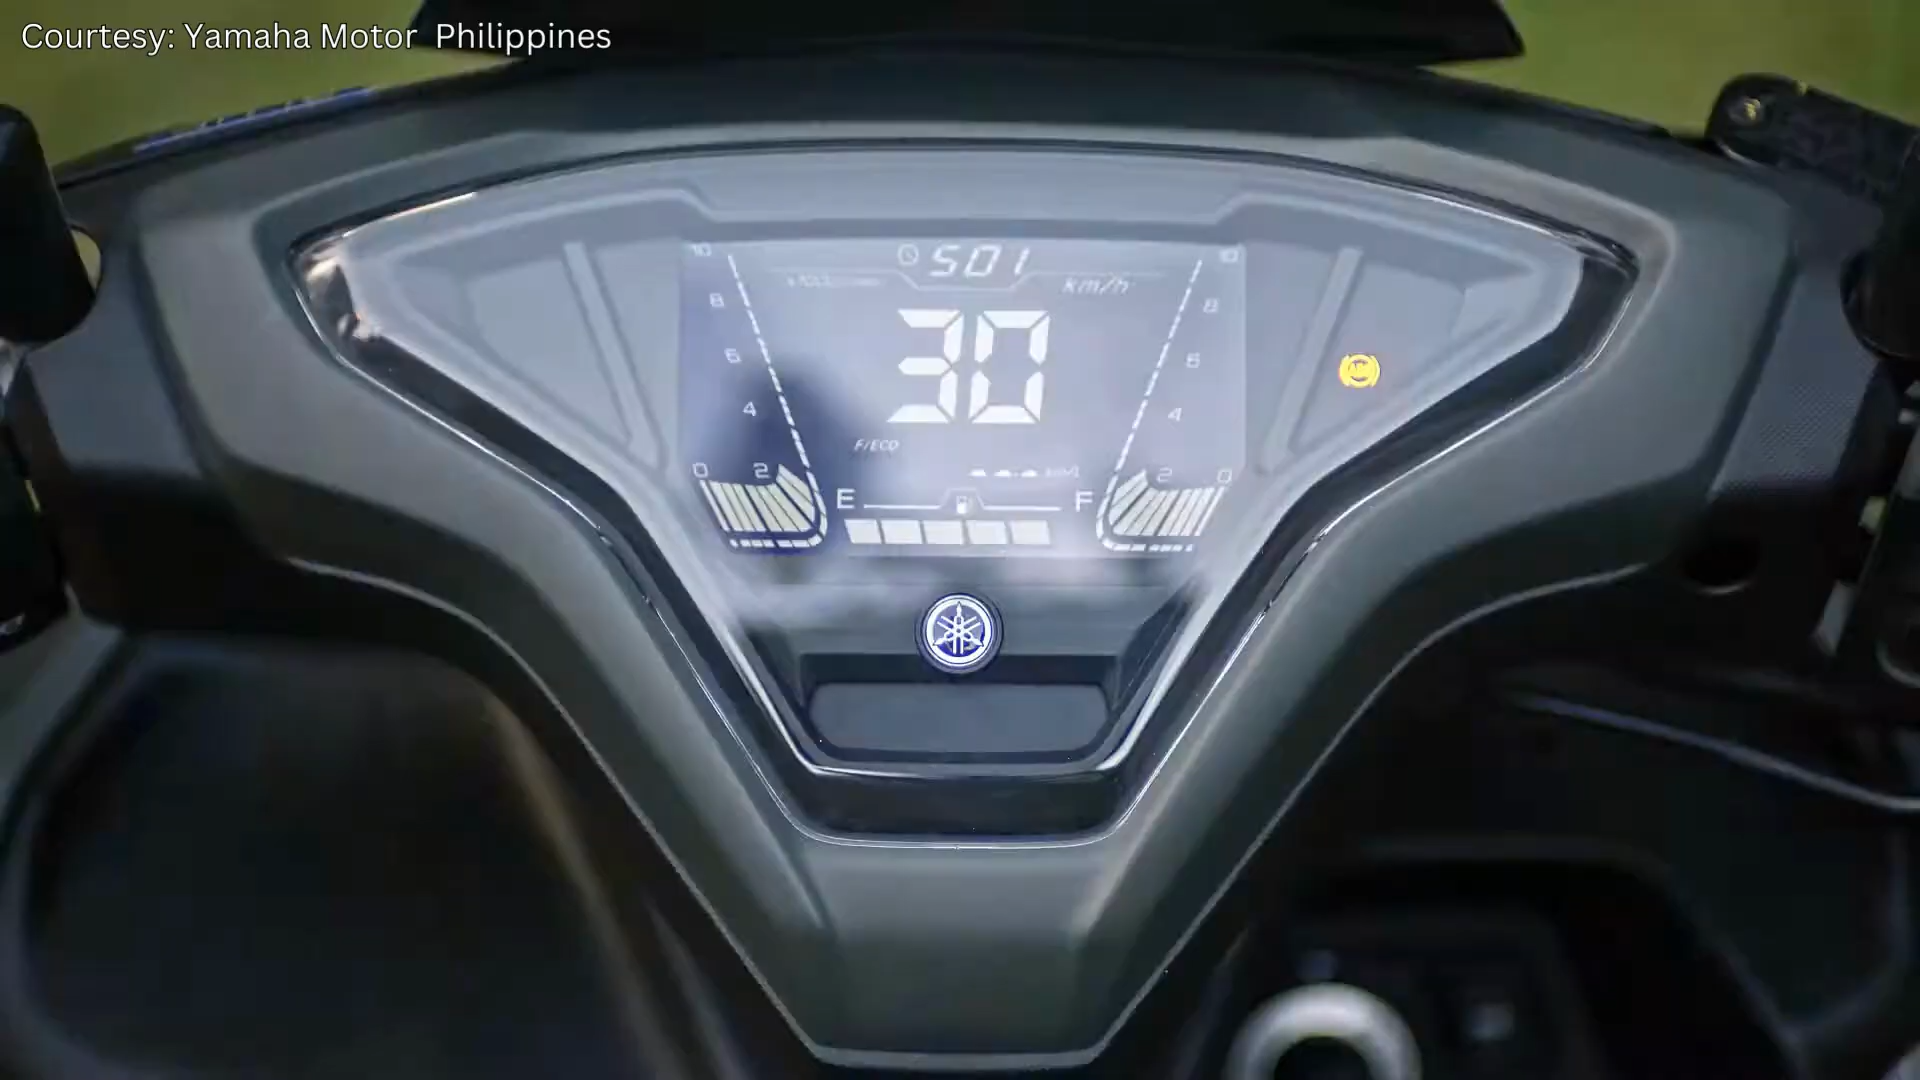 Courtesy: Yamaha Motor Philippines
10 501 10
km/h
8 30 8
6 6
4 4
F/ECO
0 2 2 0
E F